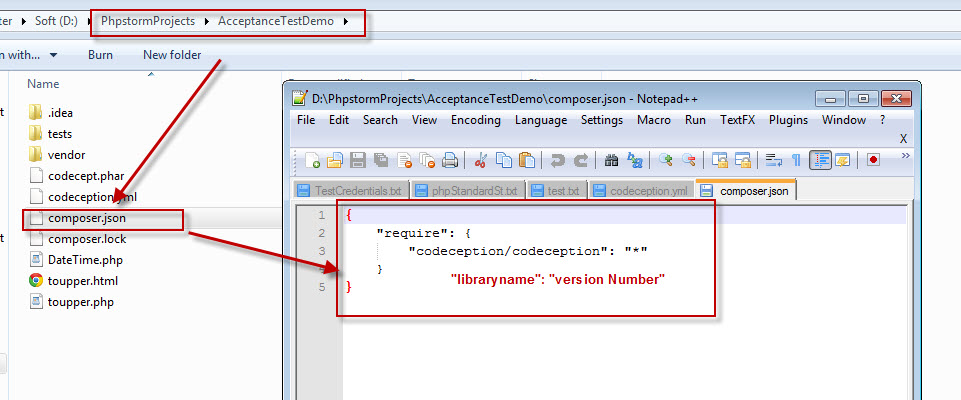 ter ▸ Soft (D:) ▸ PhpstormProjects ▸ AcceptanceTestDemo ▸
n with... Burn New folder
Name
.idea
tests
vendor
codecept.phar
codeception.yml
composer.json
composer.lock
DateTime.php
toupper.html
toupper.php
D:\PhpstormProjects\AcceptanceTestDemo\composer.json - Notepad++
File Edit Search View Encoding Language Settings Macro Run TextFX Plugins Window ?
X
TestCredentials.txt phpStandardSt.txt test.txt codeception.yml composer.json
1 {
2 "require": {
3 "codeception/codeception": "*"
}
"libraryname": "version Number"
5 }